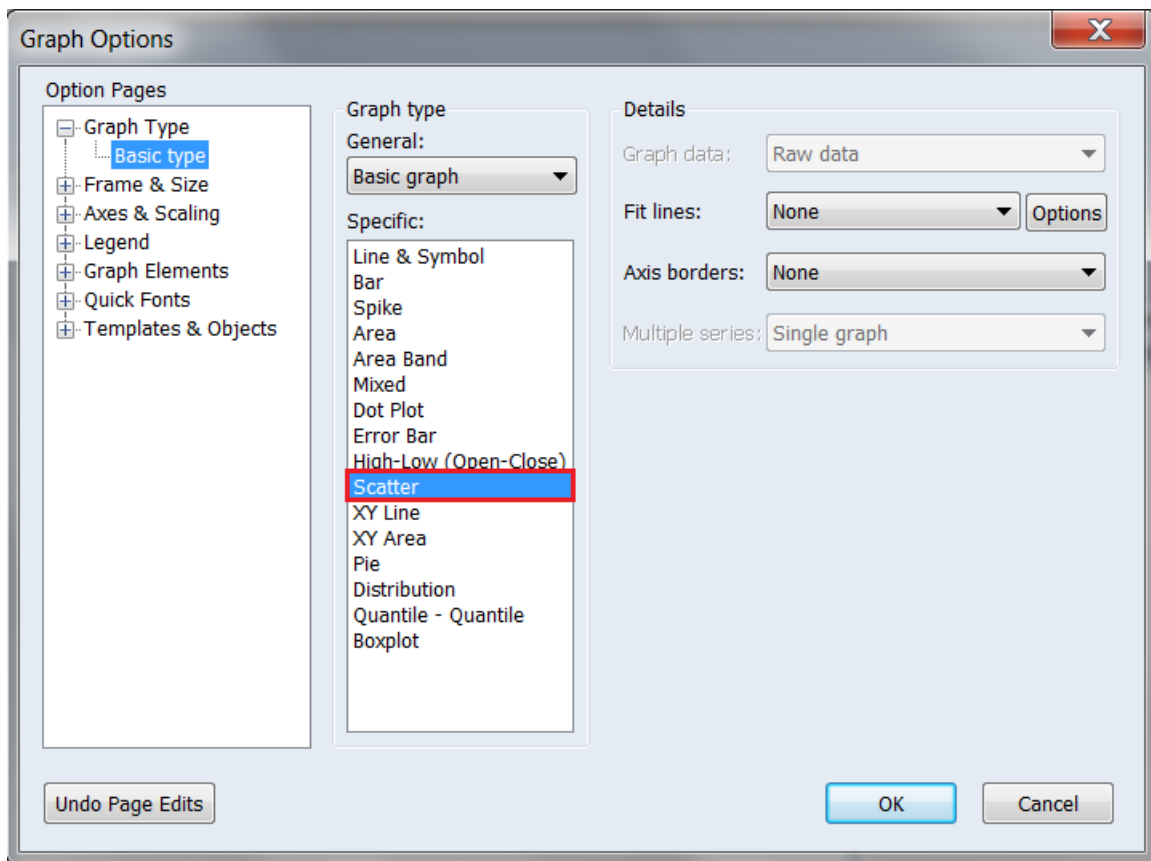 Graph Options
X
Option Pages
Graph Type
Basic type
Frame & Size
Axes & Scaling
Legend
Graph Elements
Quick Fonts
Templates & Objects
Graph type
General:
Basic graph
Specific:
Line & Symbol
Bar
Spike
Area
Area Band
Mixed
Dot Plot
Error Bar
High-Low (Open-Close)
Scatter
XY Line
XY Area
Pie
Distribution
Quantile - Quantile
Boxplot
Details
Graph data: Raw data
Fit lines: None Options
Axis borders: None
Multiple series: Single graph
Undo Page Edits
OK
Cancel